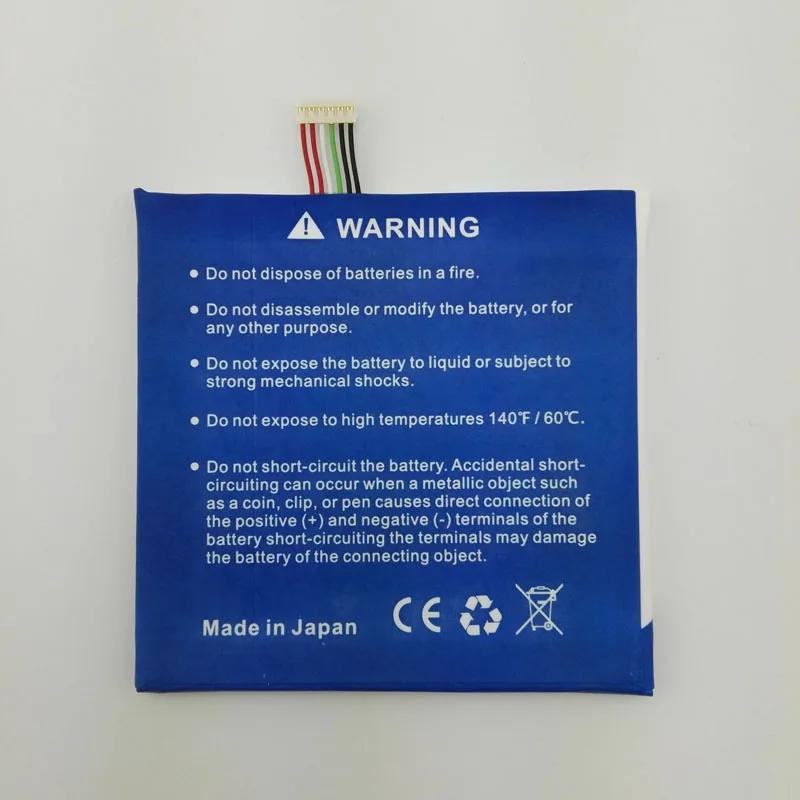 WARNING
• Do not dispose of batteries in a fire.
• Do not disassemble or modify the battery, or for
any other purpose.
• Do not expose the battery to liquid or subject to
strong mechanical shocks.
• Do not expose to high temperatures 140℉ / 60℃.
• Do not short-circuit the battery. Accidental short-
circuiting can occur when a metallic object such
as a coin, clip, or pen causes direct connection of
the positive (+) and negative (-) terminals of the
battery short-circuiting the terminals may damage
the battery of the connecting object.
Made in Japan CE